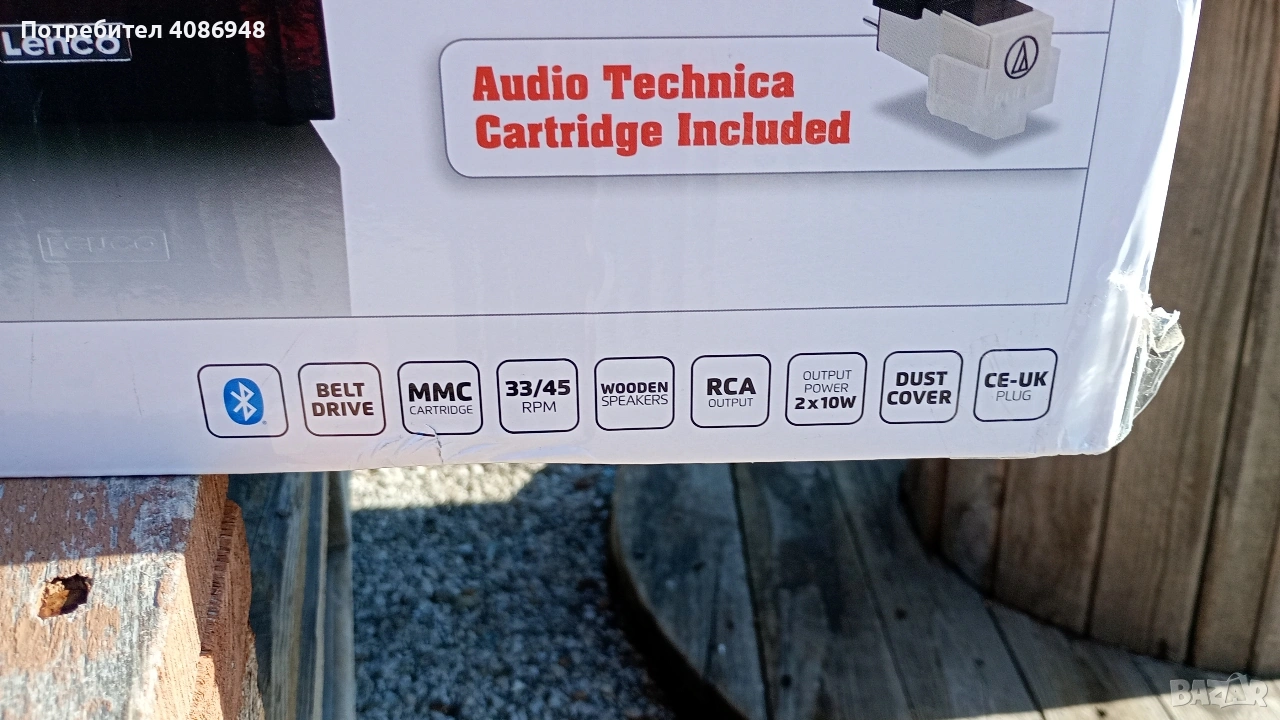 Потребител 4086948
Lenco
Audio Technica
Cartridge Included
Lenco
BELT
DRIVE
MMC
CARTRIDGE
33/45
RPM
WOODEN
SPEAKERS
RCA
OUTPUT
OUTPUT
POWER
2x10W
DUST
COVER
CE-UK
PLUG
BAZAR